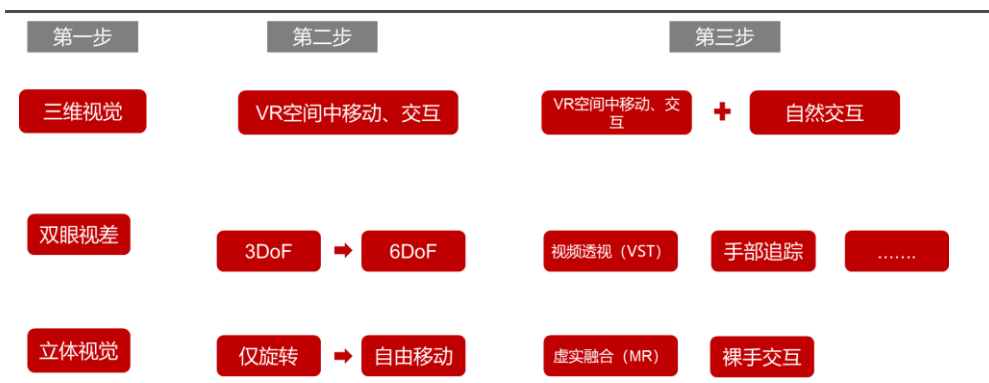 第一步
第二步
第三步
三维视觉
VR空间中移动、交互
VR空间中移动、交
互
自然交互
双眼视差
3DoF
6DoF
视频透视（VST）
手部追踪
.......
立体视觉
仅旋转
自由移动
虚实融合（MR）
裸手交互